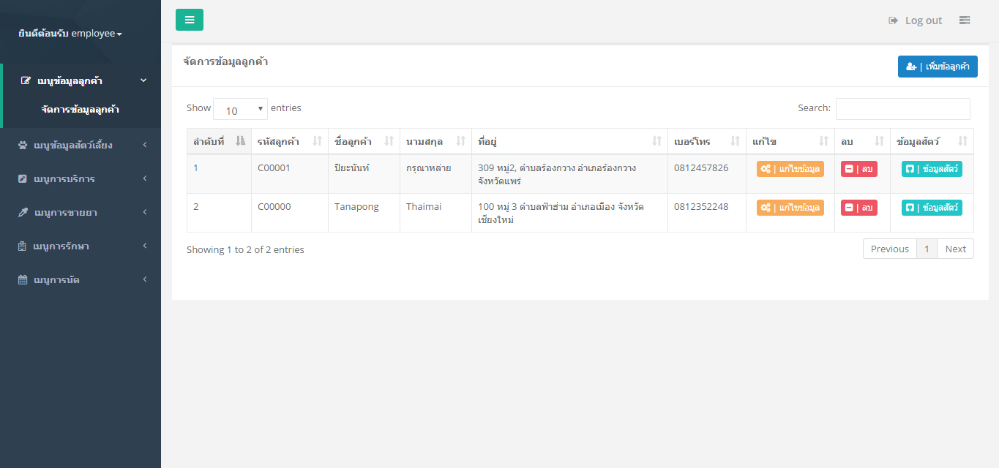 ยินดีต้อนรับ employee
Log out
เมนูข้อมูลลูกค้า
จัดการข้อมูลลูกค้า
เมนูข้อมูลสัตว์เลี้ยง
เมนูการบริการ
เมนูการขายยา
เมนูการรักษา
เมนูการนัด
จัดการข้อมูลลูกค้า
| เพิ่มข้อลูกค้า
Show 10 entries
Search:
ลำดับที่ รหัสลูกค้า ชื่อลูกค้า นามสกุล ที่อยู่ เบอร์โทร แก้ไข ลบ ข้อมูลสัตว์
1 C00001 ปิยะนันท์ กรุณาหล่าย 309 หมู่2, ตำบลร้องกวาง อำเภอร้องกวาง 0812457826 | แก้ไขข้อมูล | ลบ | ข้อมูลสัตว์
จังหวัดแพร่
2 C00000 Tanapong Thaimai 100 หมู่ 3 ตำบลฟ้าฮ่าม อำเภอเมือง จังหวัด 0812352248 | แก้ไขข้อมูล | ลบ | ข้อมูลสัตว์
เชียงใหม่
Showing 1 to 2 of 2 entries
Previous 1 Next